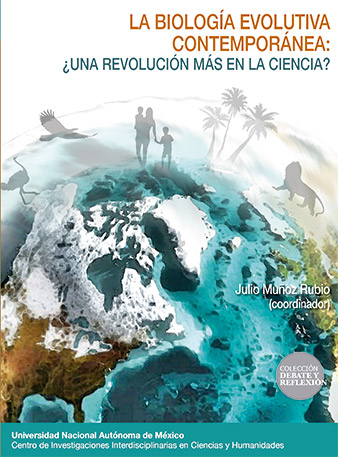 LA BIOLOGÍA EVOLUTIVA
CONTEMPORÁNEA:
¿UNA REVOLUCIÓN MÁS EN LA CIENCIA?
Julio Muñoz Rubio
(coordinador)
COLECCIÓN
DEBATE Y
REFLEXIÓN
Universidad Nacional Autónoma de México
Centro de Investigaciones Interdisciplinarias en Ciencias y Humanidades